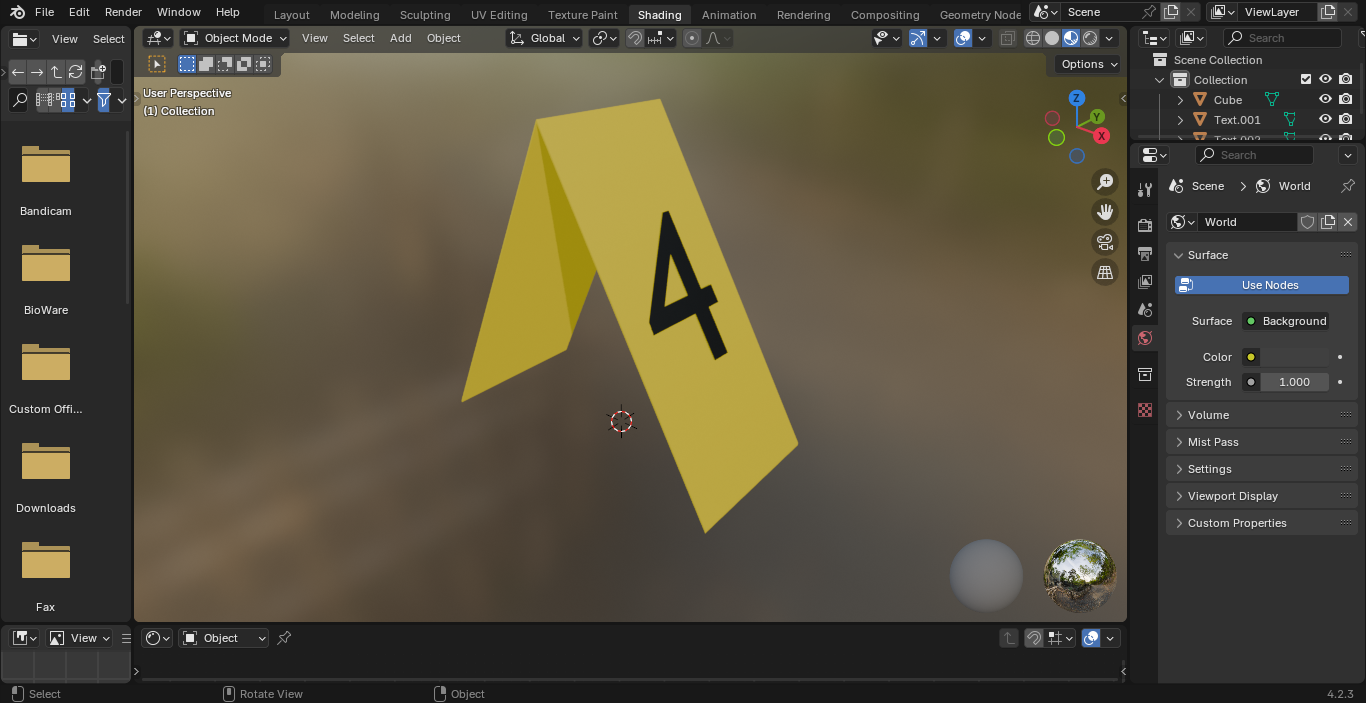 File Edit Render Window Help
Layout Modeling Sculpting UV Editing Texture Paint Shading Animation Rendering Compositing Geometry Node
Scene ViewLayer
View Select
Object Mode View Select Add Object Global
Search
Options
User Perspective
(1) Collection
Z
Y
X
4
Scene Collection
Collection
Cube
Text.001
Search
Scene > World
World
Surface
Use Nodes
Surface Background
Color
Strength 1.000
Volume
Mist Pass
Settings
Viewport Display
Custom Properties
Bandicam
BioWare
Custom Offi...
Downloads
Fax
View
Object
Select Rotate View Object 4.2.3